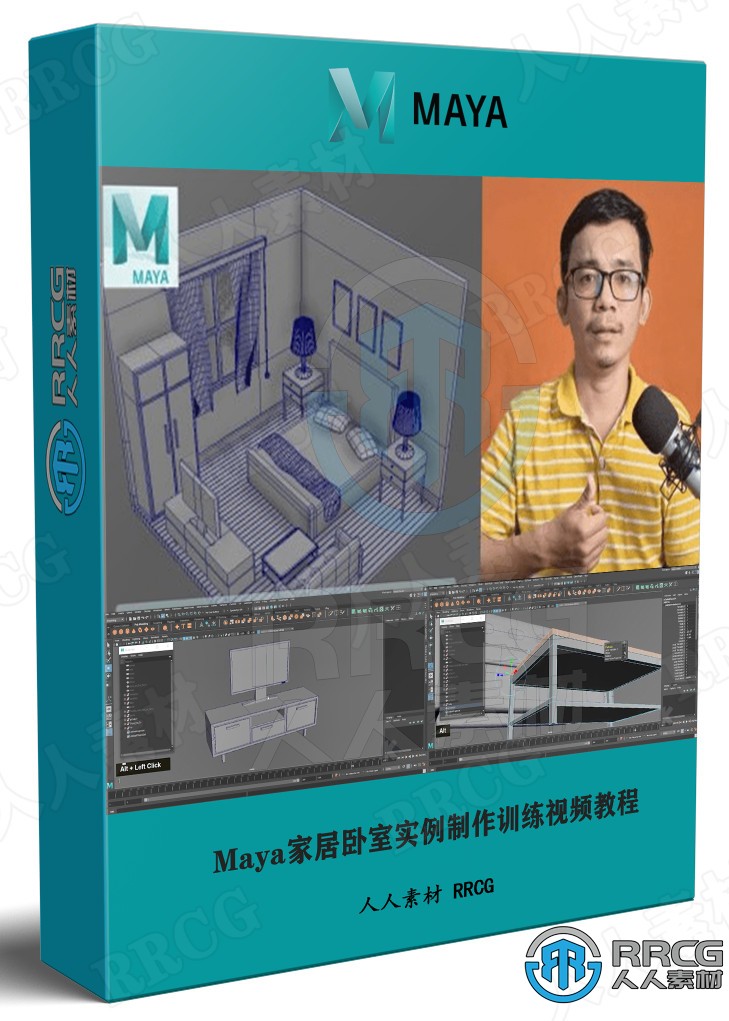 MAYA
MAYA
RRCG
人人素材
Alt + Left Click
Alt
Maya家居卧室实例制作训练视频教程
人人素材 RRCG
RRCG
人人素材